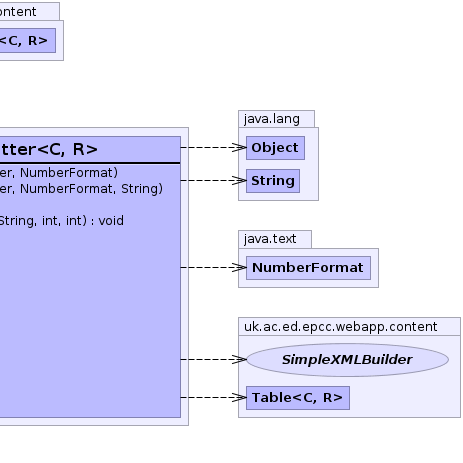 ontent
<C, R>
java.lang
Object
String
tter<C, R>
er, NumberFormat)
er, NumberFormat, String)
String, int, int) : void
java.text
NumberFormat
uk.ac.ed.epcc.webapp.content
SimpleXMLBuilder
Table<C, R>